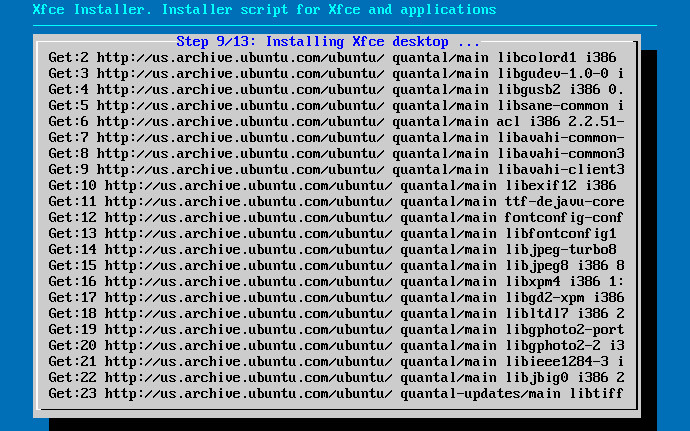 Xfce Installer. Installer script for Xfce and applications
Step 9/13: Installing Xfce desktop ...
Get:2 http://us.archive.ubuntu.com/ubuntu/ quantal/main libcolord1 i386
Get:3 http://us.archive.ubuntu.com/ubuntu/ quantal/main libgudev-1.0-0 i
Get:4 http://us.archive.ubuntu.com/ubuntu/ quantal/main libgusb2 i386 0.
Get:5 http://us.archive.ubuntu.com/ubuntu/ quantal/main libsane-common i
Get:6 http://us.archive.ubuntu.com/ubuntu/ quantal/main acl i386 2.2.51-
Get:7 http://us.archive.ubuntu.com/ubuntu/ quantal/main libavahi-common-
Get:8 http://us.archive.ubuntu.com/ubuntu/ quantal/main libavahi-common3
Get:9 http://us.archive.ubuntu.com/ubuntu/ quantal/main libavahi-client3
Get:10 http://us.archive.ubuntu.com/ubuntu/ quantal/main libexif12 i386
Get:11 http://us.archive.ubuntu.com/ubuntu/ quantal/main ttf-dejavu-core
Get:12 http://us.archive.ubuntu.com/ubuntu/ quantal/main fontconfig-conf
Get:13 http://us.archive.ubuntu.com/ubuntu/ quantal/main libfontconfig1
Get:14 http://us.archive.ubuntu.com/ubuntu/ quantal/main libjpeg-turbo8
Get:15 http://us.archive.ubuntu.com/ubuntu/ quantal/main libjpeg8 i386 8
Get:16 http://us.archive.ubuntu.com/ubuntu/ quantal/main libxpm4 i386 1:
Get:17 http://us.archive.ubuntu.com/ubuntu/ quantal/main libgd2-xpm i386
Get:18 http://us.archive.ubuntu.com/ubuntu/ quantal/main libltdl7 i386 2
Get:19 http://us.archive.ubuntu.com/ubuntu/ quantal/main libgphoto2-port
Get:20 http://us.archive.ubuntu.com/ubuntu/ quantal/main libgphoto2-2 i3
Get:21 http://us.archive.ubuntu.com/ubuntu/ quantal/main libieee1284-3 i
Get:22 http://us.archive.ubuntu.com/ubuntu/ quantal/main libjbig0 i386 2
Get:23 http://us.archive.ubuntu.com/ubuntu/ quantal-updates/main libtiff